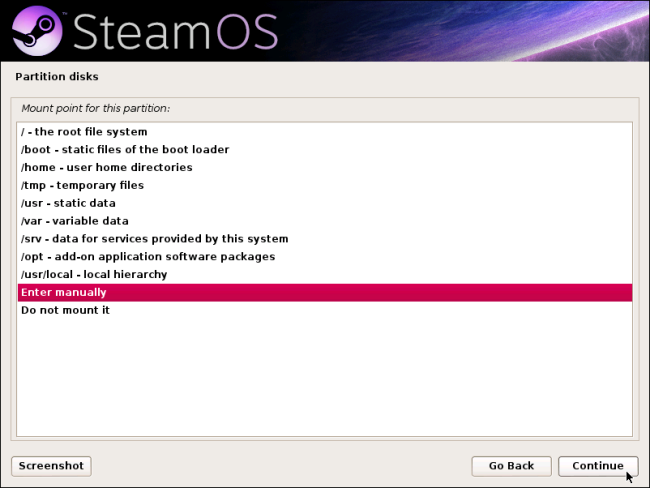 SteamOS
Partition disks
Mount point for this partition:
/ - the root file system
/boot - static files of the boot loader
/home - user home directories
/tmp - temporary files
/usr - static data
/var - variable data
/srv - data for services provided by this system
/opt - add-on application software packages
/usr/local - local hierarchy
Enter manually
Do not mount it
Screenshot Go Back Continue